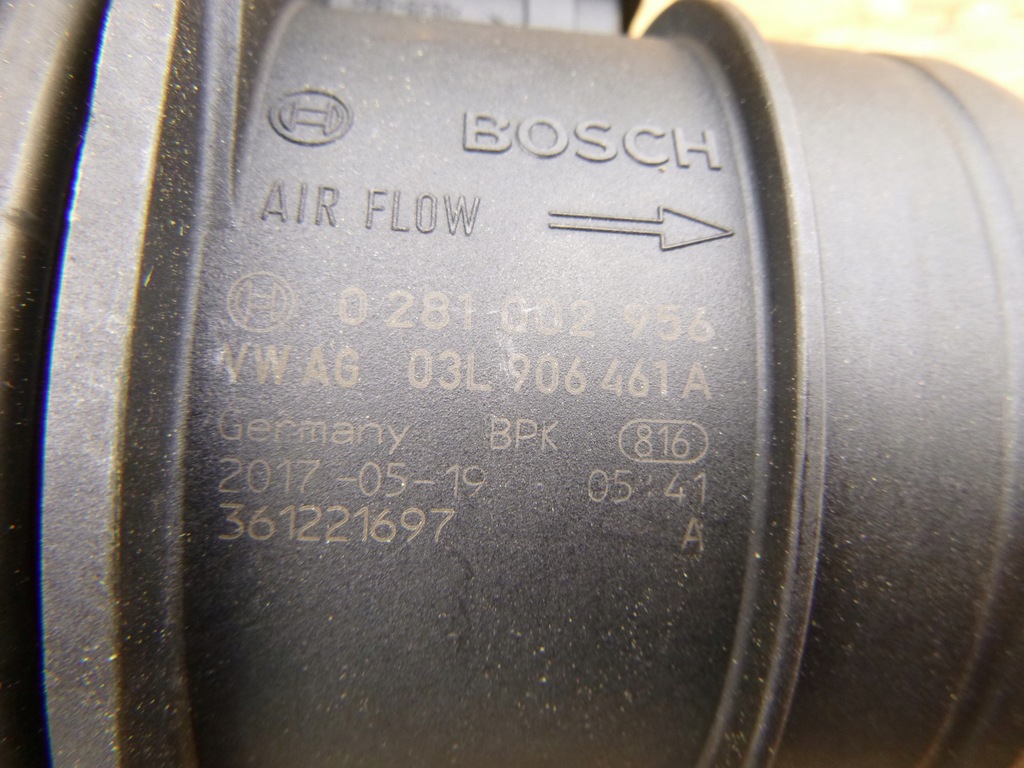 BOSCH
AIR FLOW
0 281 002 956
VW AG 03L 906 461 A
Germany BPK 816
2017-05-19 05 41
361221697 A